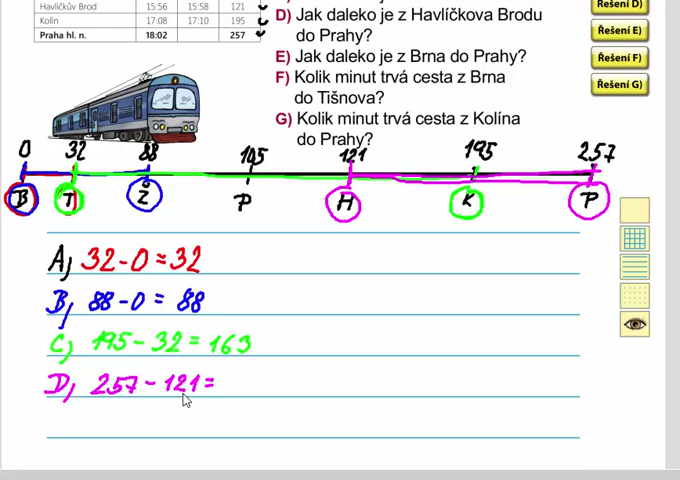 Havlíčkův Brod 15:56 15:58 121
Kolín 17:08 17:10 195
Praha hl. n. 18:02 257
D) Jak daleko je z Havlíčkova Brodu
do Prahy?
E) Jak daleko je z Brna do Prahy?
F) Kolik minut trvá cesta z Brna
do Tišnova?
G) Kolik minut trvá cesta z Kolína
do Prahy?
Řešení D)
Řešení E)
Řešení F)
Řešení G)
0 32 88 105 121 195 257
B T Ž P H K P
A) 32-0=32
B) 88-0= 88
C) 195-32=163
D) 257-121=